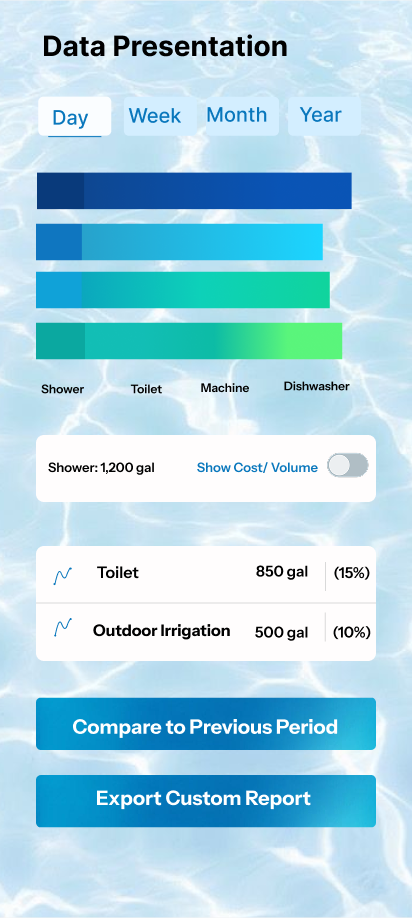 Data Presentation
Day Week Month Year
Shower Toilet Machine Dishwasher
Shower: 1,200 gal Show Cost/ Volume
Toilet 850 gal (15%)
Outdoor Irrigation 500 gal (10%)
Compare to Previous Period
Export Custom Report